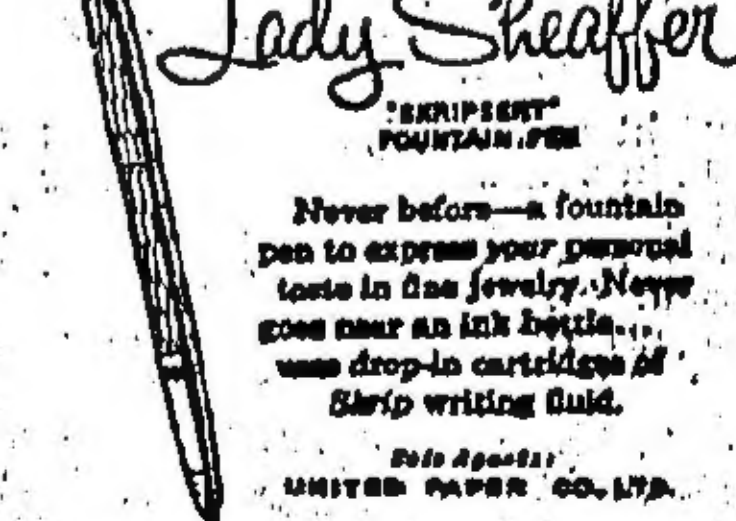 Lady Sheaffer
"SKRIPSERT"
FOUNTAIN PEN
Never before—a fountain
pen to express your personal
taste in fine jewelry. Never
goes near an ink bottle...
uses drop-in cartridges of
Skrip writing fluid.
Sole Agents:
UNITED PAPER CO., LTD.